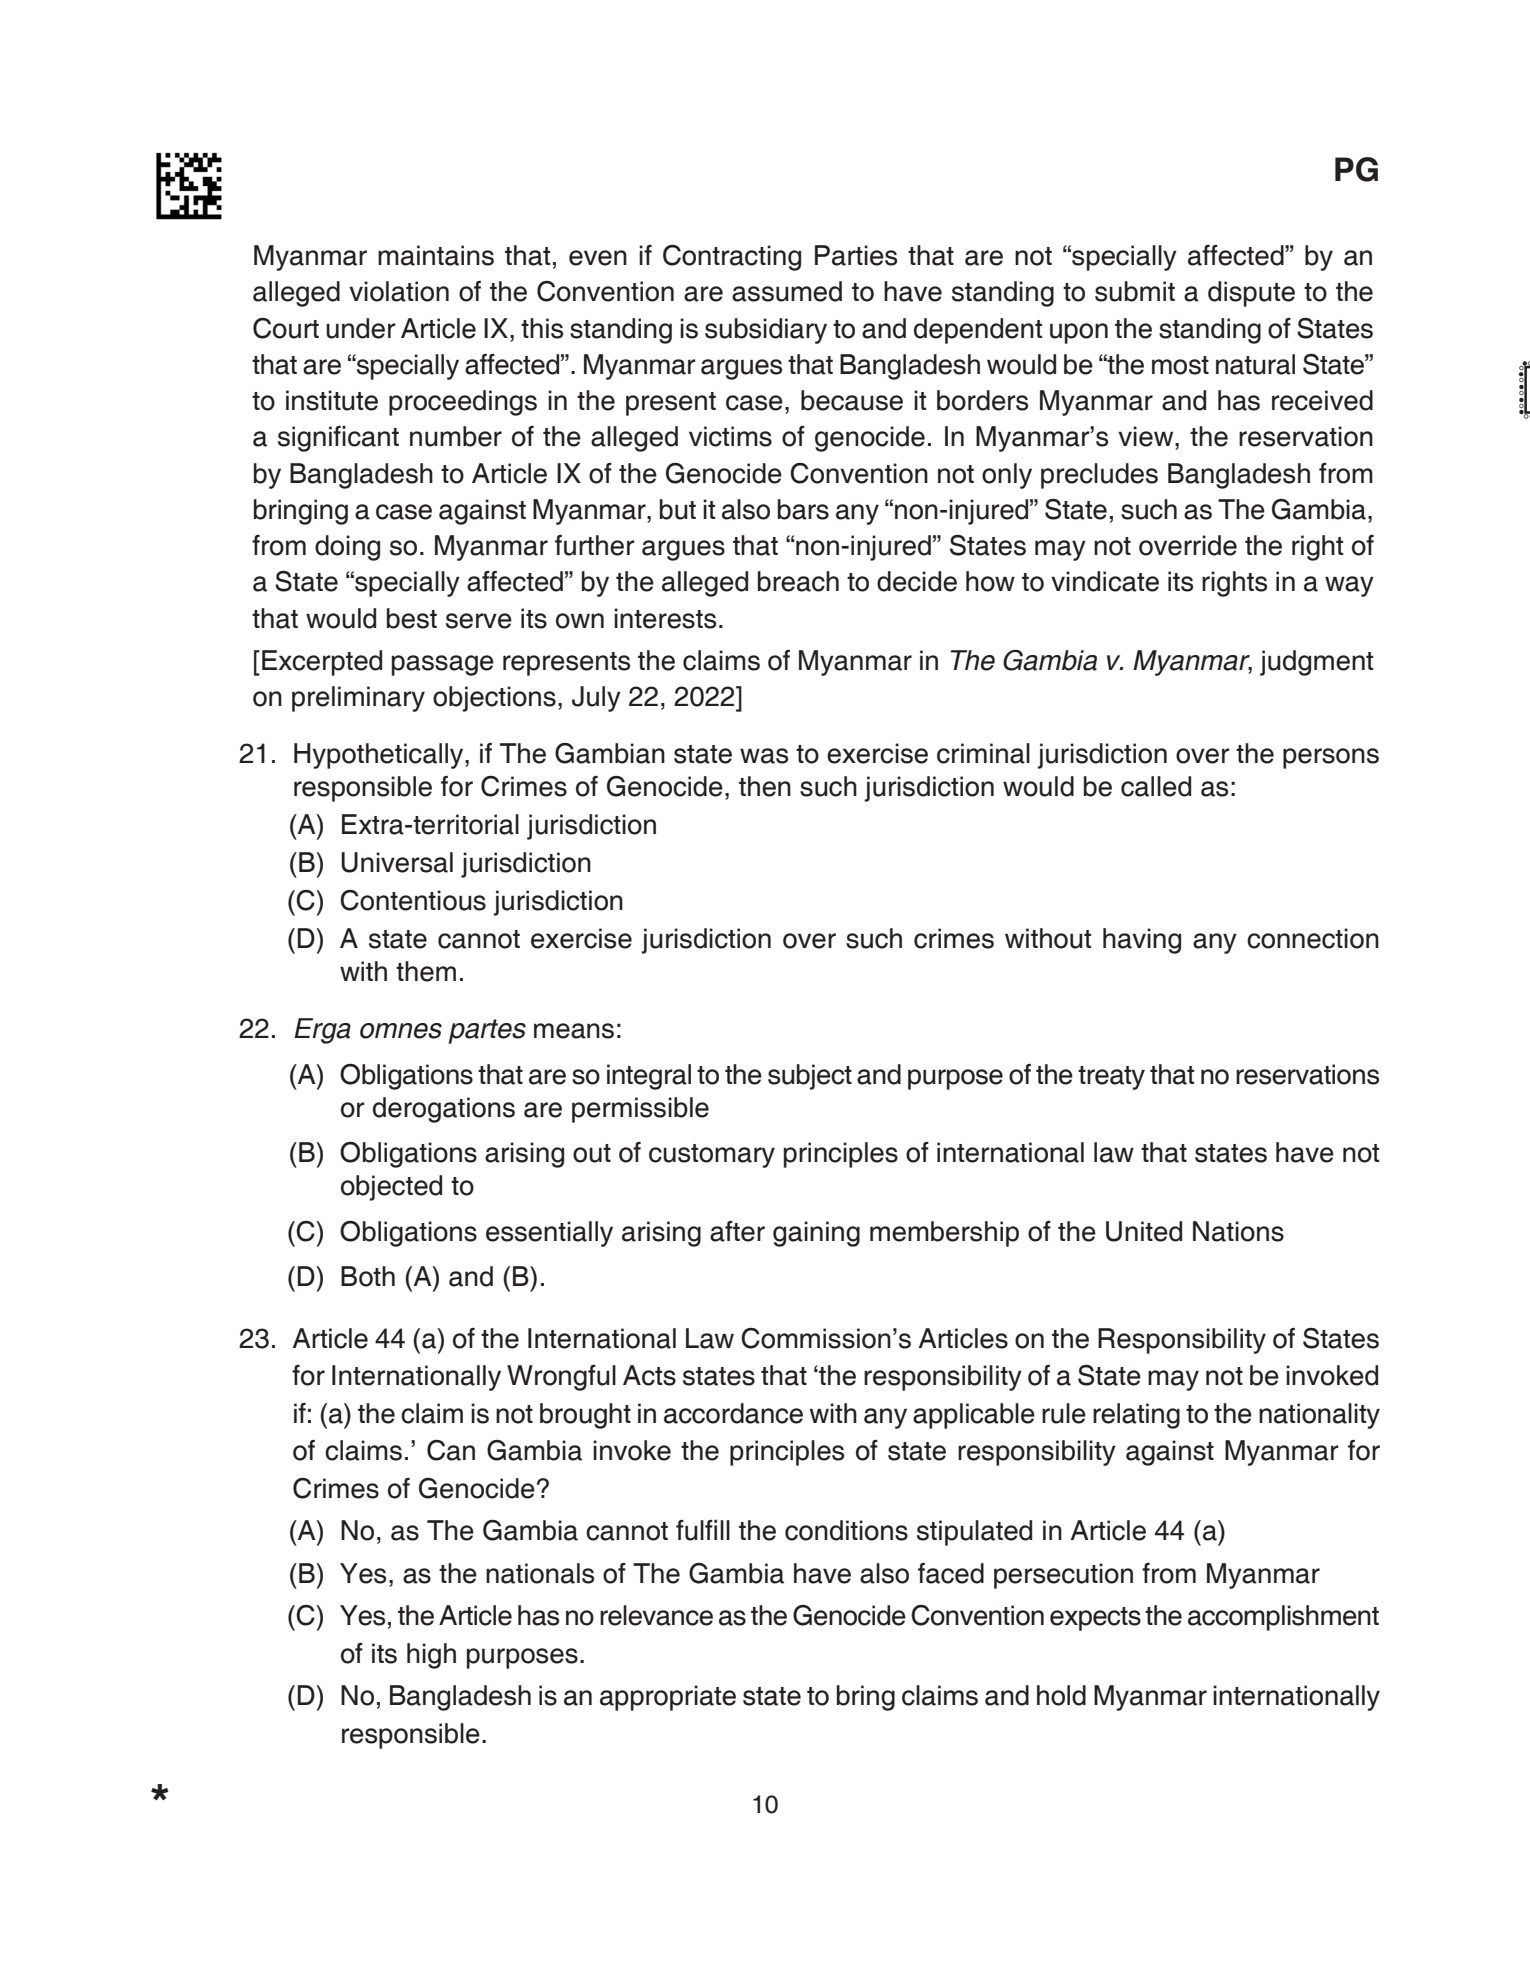 PG
Myanmar maintains that, even if Contracting Parties that are not “specially affected” by an
alleged violation of the Convention are assumed to have standing to submit a dispute to the
Court under Article IX, this standing is subsidiary to and dependent upon the standing of States
that are “specially affected”. Myanmar argues that Bangladesh would be “the most natural State”
to institute proceedings in the present case, because it borders Myanmar and has received
a significant number of the alleged victims of genocide. In Myanmar’s view, the reservation
by Bangladesh to Article IX of the Genocide Convention not only precludes Bangladesh from
bringing a case against Myanmar, but it also bars any “non-injured” State, such as The Gambia,
from doing so. Myanmar further argues that “non-injured” States may not override the right of
a State “specially affected” by the alleged breach to decide how to vindicate its rights in a way
that would best serve its own interests.
[Excerpted passage represents the claims of Myanmar in The Gambia v. Myanmar, judgment
on preliminary objections, July 22, 2022]
21. Hypothetically, if The Gambian state was to exercise criminal jurisdiction over the persons
responsible for Crimes of Genocide, then such jurisdiction would be called as:
(A) Extra-territorial jurisdiction
(B) Universal jurisdiction
(C) Contentious jurisdiction
(D) A state cannot exercise jurisdiction over such crimes without having any connection
with them.
22. Erga omnes partes means:
(A) Obligations that are so integral to the subject and purpose of the treaty that no reservations
or derogations are permissible
(B) Obligations arising out of customary principles of international law that states have not
objected to
(C) Obligations essentially arising after gaining membership of the United Nations
(D) Both (A) and (B).
23. Article 44 (a) of the International Law Commission’s Articles on the Responsibility of States
for Internationally Wrongful Acts states that ‘the responsibility of a State may not be invoked
if: (a) the claim is not brought in accordance with any applicable rule relating to the nationality
of claims.’ Can Gambia invoke the principles of state responsibility against Myanmar for
Crimes of Genocide?
(A) No, as The Gambia cannot fulfill the conditions stipulated in Article 44 (a)
(B) Yes, as the nationals of The Gambia have also faced persecution from Myanmar
(C) Yes, the Article has no relevance as the Genocide Convention expects the accomplishment
of its high purposes.
(D) No, Bangladesh is an appropriate state to bring claims and hold Myanmar internationally
responsible.
*
10